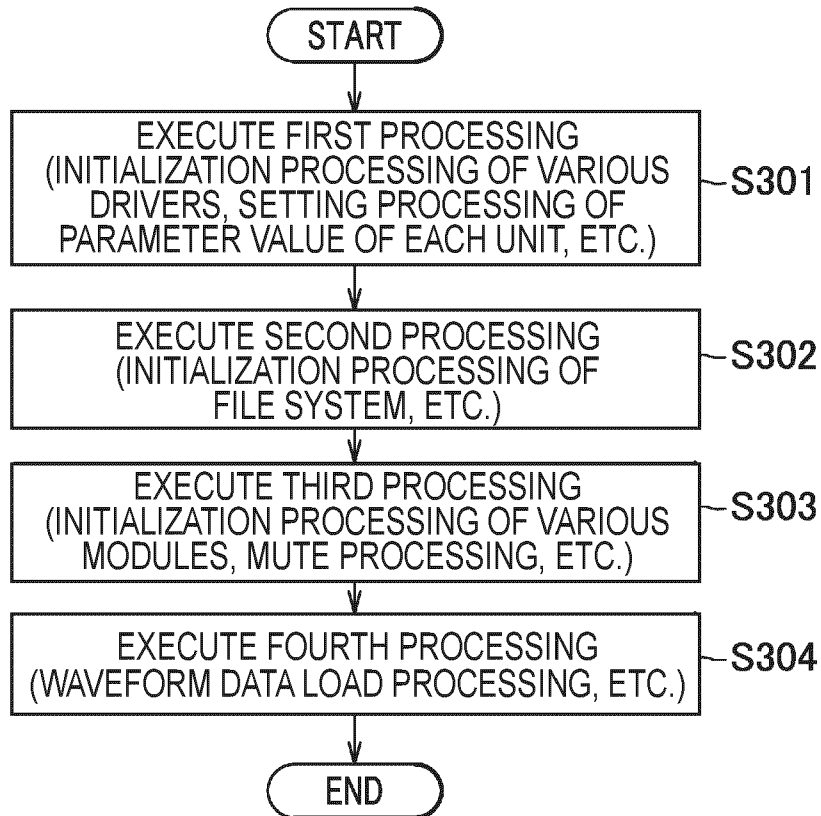 START
EXECUTE FIRST PROCESSING
(INITIALIZATION PROCESSING OF VARIOUS
DRIVERS, SETTING PROCESSING OF
PARAMETER VALUE OF EACH UNIT, ETC.)
S301
EXECUTE SECOND PROCESSING
(INITIALIZATION PROCESSING OF
FILE SYSTEM, ETC.)
S302
EXECUTE THIRD PROCESSING
(INITIALIZATION PROCESSING OF VARIOUS
MODULES, MUTE PROCESSING, ETC.)
S303
EXECUTE FOURTH PROCESSING
(WAVEFORM DATA LOAD PROCESSING, ETC.)
S304
END